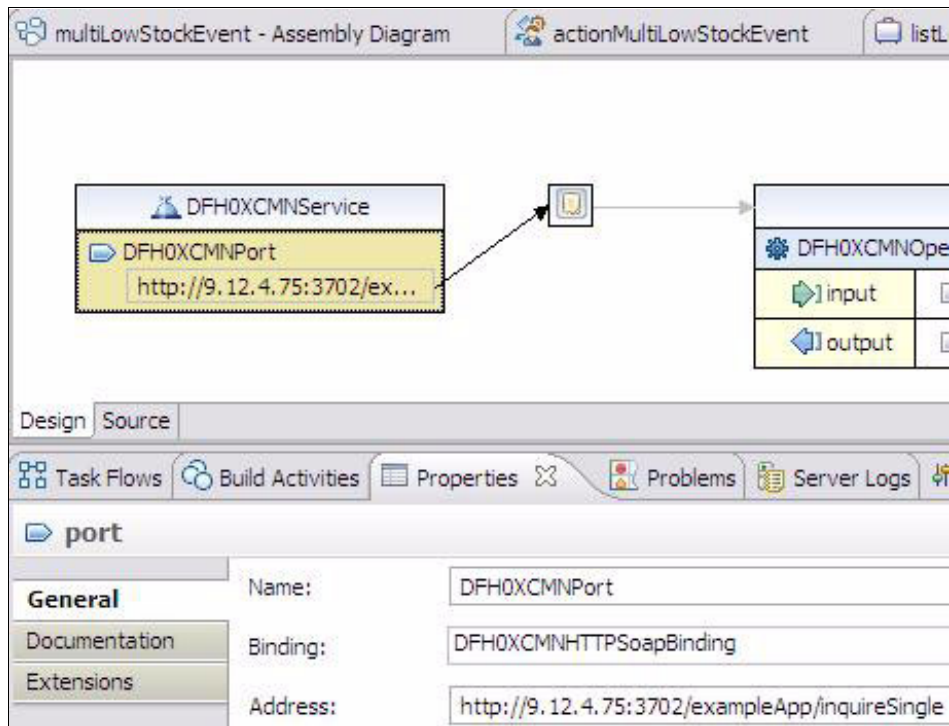 multiLowStockEvent - Assembly Diagram actionMultiLowStockEvent listL
DFH0XCMNService
DFH0XCMNPort DFH0XCMNOpe
http://9.12.4.75:3702/ex...
input
output
Design Source
Task Flows Build Activities Properties Problems Server Logs
port
General
Name: DFH0XCMNPort
Documentation
Binding: DFH0XCMNHTTPSoapBinding
Extensions
Address: http://9.12.4.75:3702/exampleApp/inquireSingle